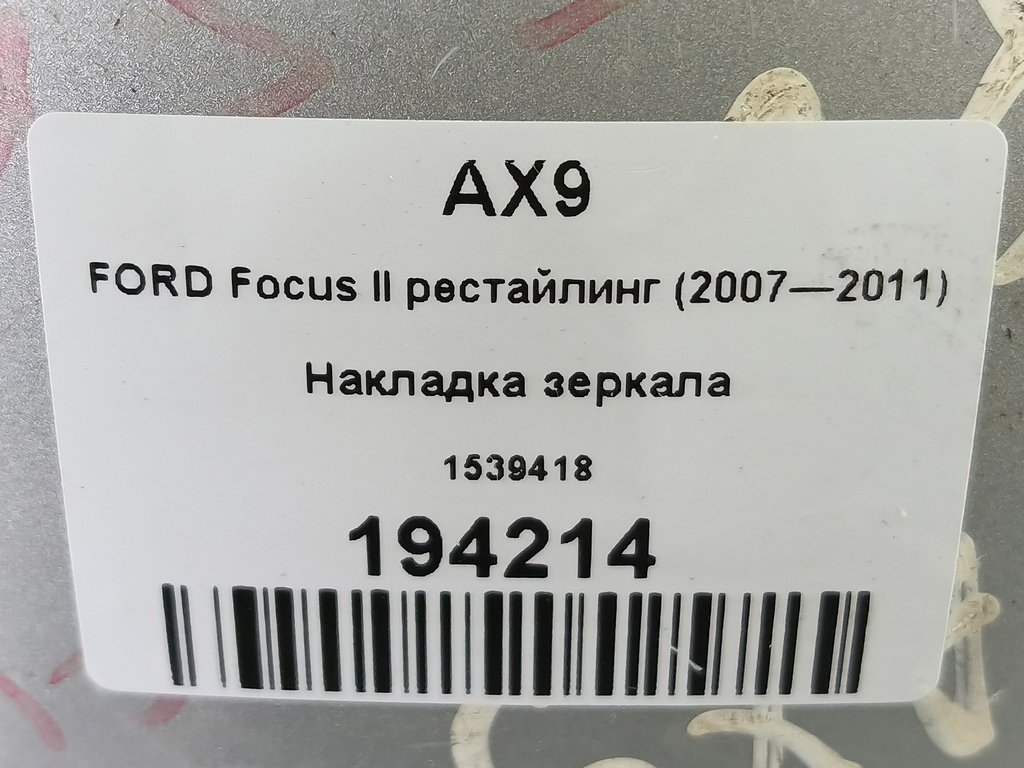 AX9
FORD Focus II рестайлинг (2007—2011)
Накладка зеркала
1539418
194214